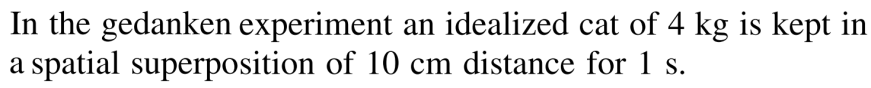 In the gedanken experiment an idealized cat of 4 kg is kept in
a spatial superposition of 10 cm distance for 1 s.